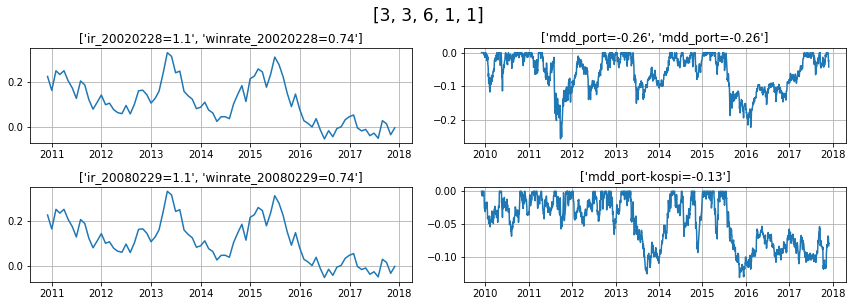 [3, 3, 6, 1, 1]
['ir_20020228=1.1', 'winrate_20020228=0.74']
0.2
0.0
2011 2012 2013 2014 2015 2016 2017 2018
['mdd_port=-0.26', 'mdd_port=-0.26']
0.0
−0.1
−0.2
2010 2011 2012 2013 2014 2015 2016 2017 2018
['ir_20080229=1.1', 'winrate_20080229=0.74']
0.2
0.0
2011 2012 2013 2014 2015 2016 2017 2018
['mdd_port-kospi=-0.13']
0.00
−0.05
−0.10
2010 2011 2012 2013 2014 2015 2016 2017 2018